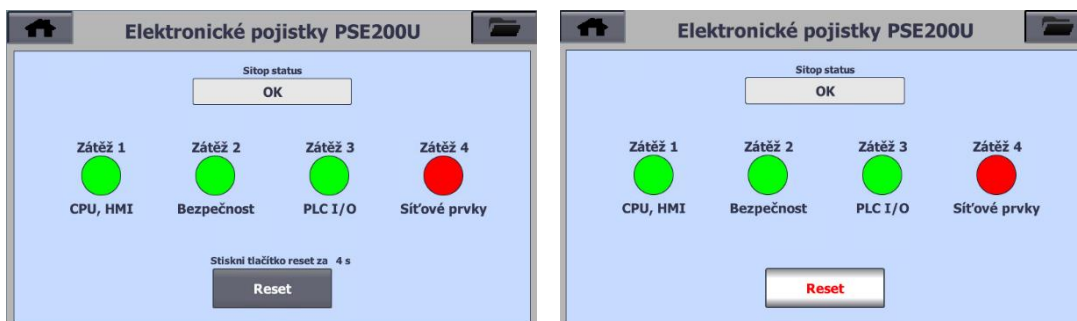 Elektronické pojistky PSE200U
Sitop status
OK
Zátěž 1 Zátěž 2 Zátěž 3 Zátěž 4
CPU, HMI Bezpečnost PLC I/O Síťové prvky
Stiskni tlačítko reset za 4 s
Reset
Elektronické pojistky PSE200U
Sitop status
OK
Zátěž 1 Zátěž 2 Zátěž 3 Zátěž 4
CPU, HMI Bezpečnost PLC I/O Síťové prvky
Reset